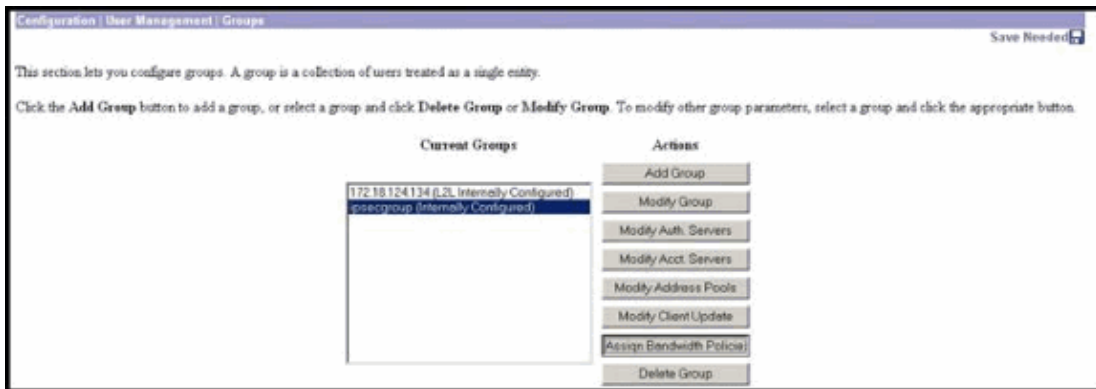 Configuration | User Management | Groups
Save Needed
This section lets you configure groups. A group is a collection of users treated as a single entity.
Click the Add Group button to add a group, or select a group and click Delete Group or Modify Group. To modify other group parameters, select a group and click the appropriate button.
Current Groups
Actions
172.18.124.134 (L2L Internally Configured)
ipsecgroup (Internally Configured)
Add Group
Modify Group
Modify Auth. Servers
Modify Acct. Servers
Modify Address Pools
Modify Client Update
Assign Bandwidth Policies
Delete Group